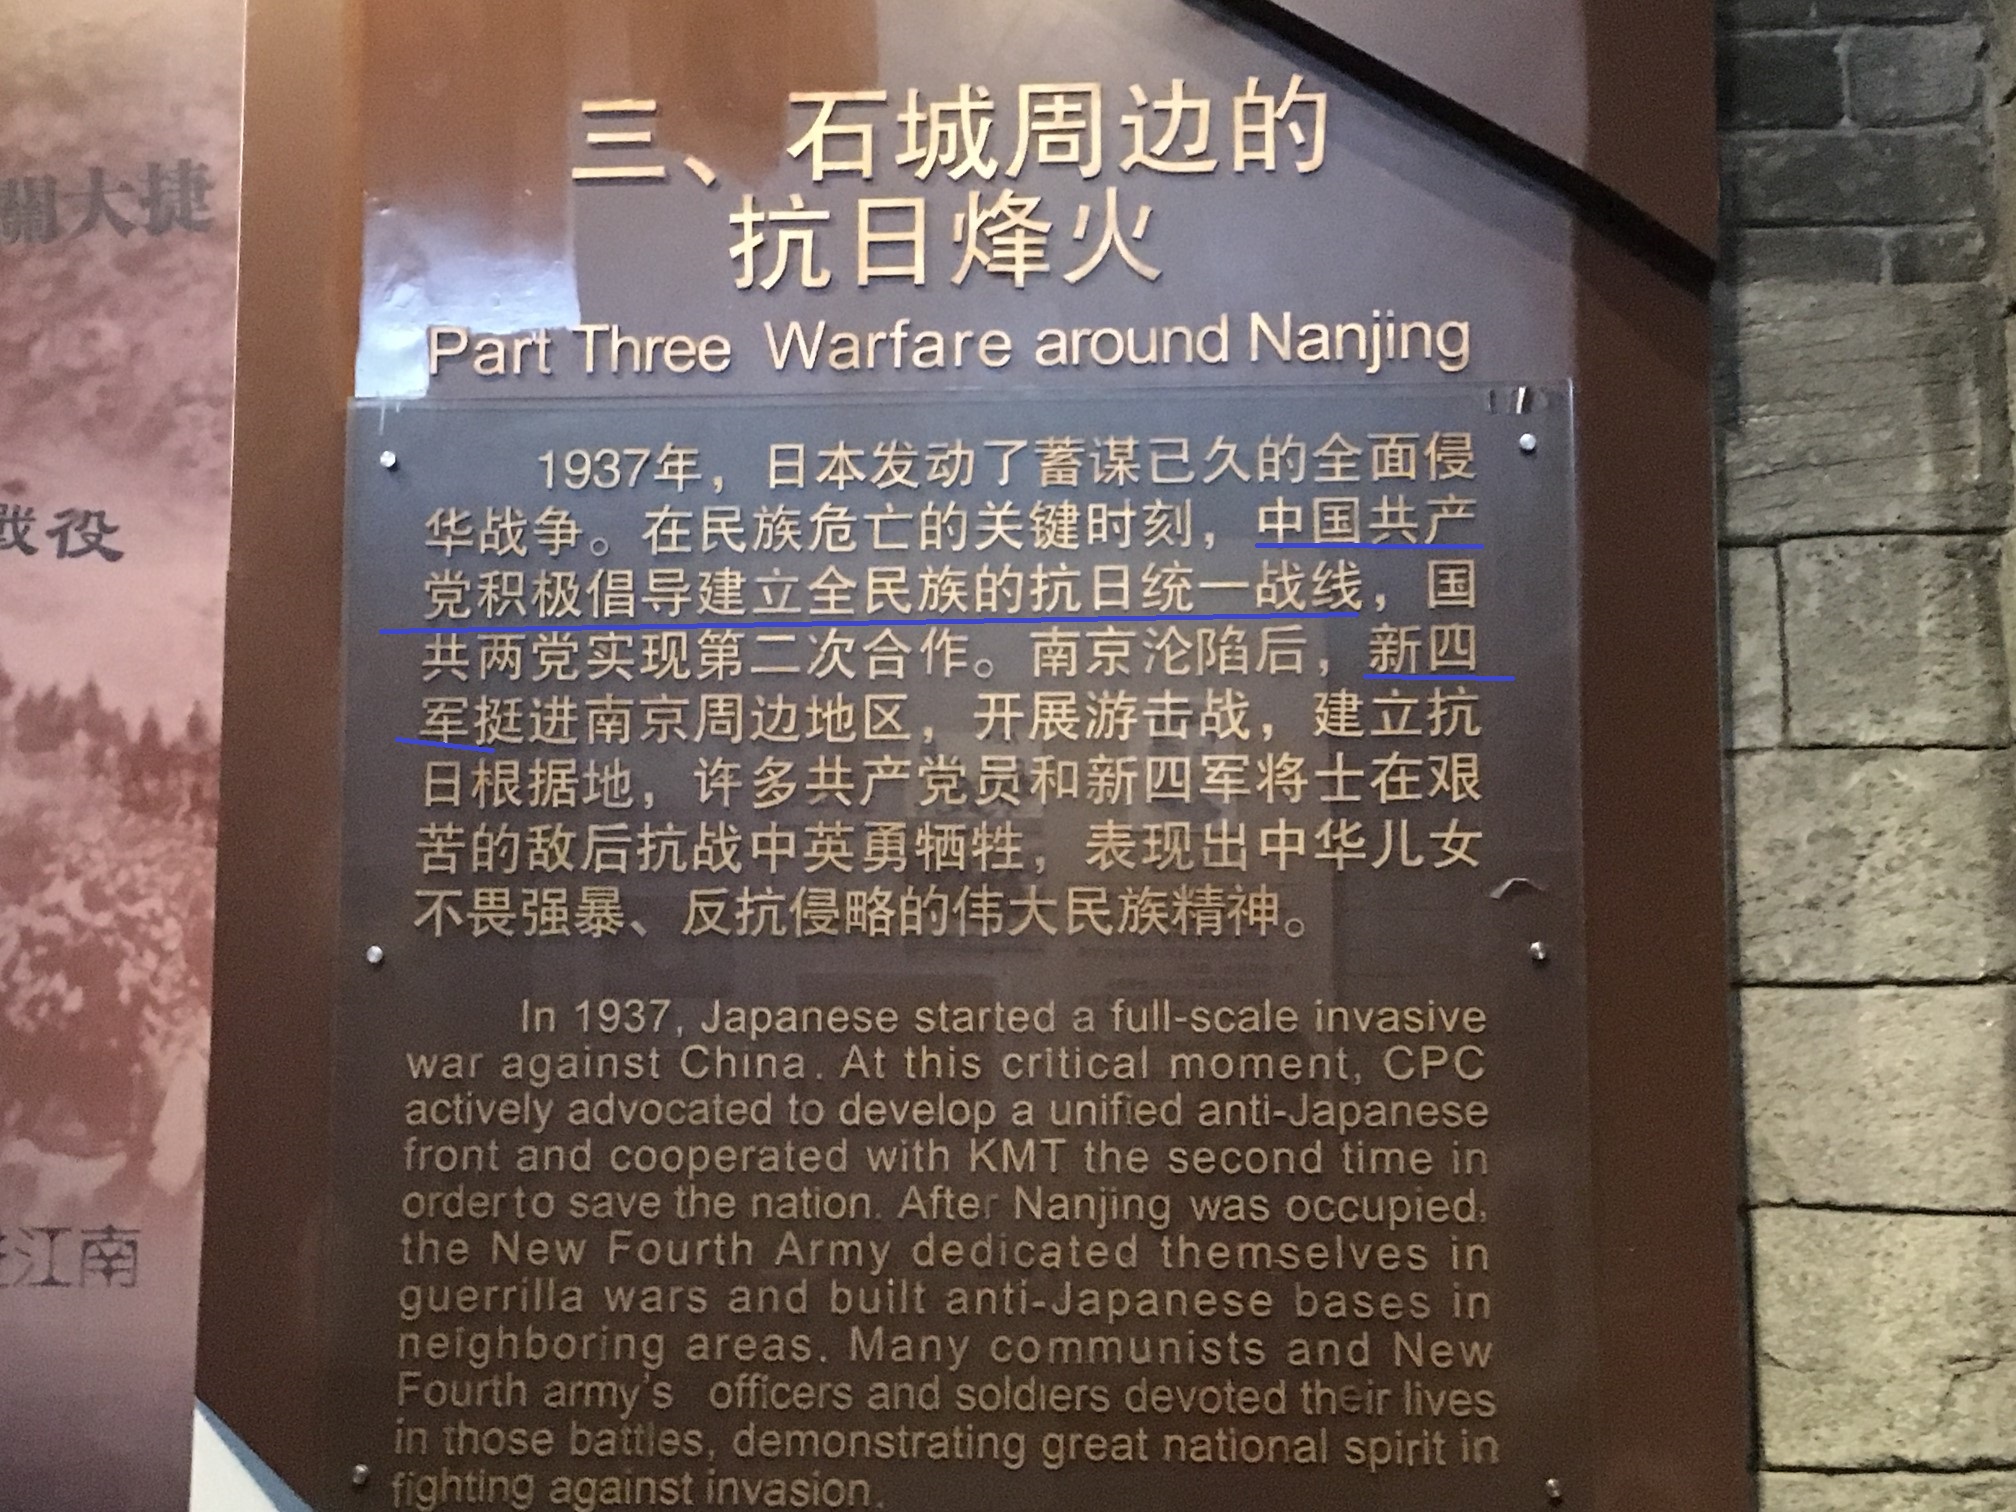 三、石城周边的
抗日烽火
Part Three Warfare around Nanjing
1937年，日本发动了蓄谋已久的全面侵
华战争。在民族危亡的关键时刻，中国共产
党积极倡导建立全民族的抗日统一战线，国
共两党实现第二次合作。南京沦陷后，新四
军挺进南京周边地区，开展游击战，建立抗
日根据地，许多共产党员和新四军将士在艰
苦的敌后抗战中英勇牺牲，表现出中华儿女
不畏强暴、反抗侵略的伟大民族精神。
In 1937, Japanese started a full-scale invasive
war against China. At this critical moment, CPC
actively advocated to develop a unified anti-Japanese
front and cooperated with KMT the second time in
order to save the nation. After Nanjing was occupied,
the New Fourth Army dedicated themselves in
guerrilla wars and built anti-Japanese bases in
neighboring areas. Many communists and New
Fourth army's officers and soldiers devoted their lives
in those battles, demonstrating great national spirit in
fighting against invasion.
關大捷
戰役
江南